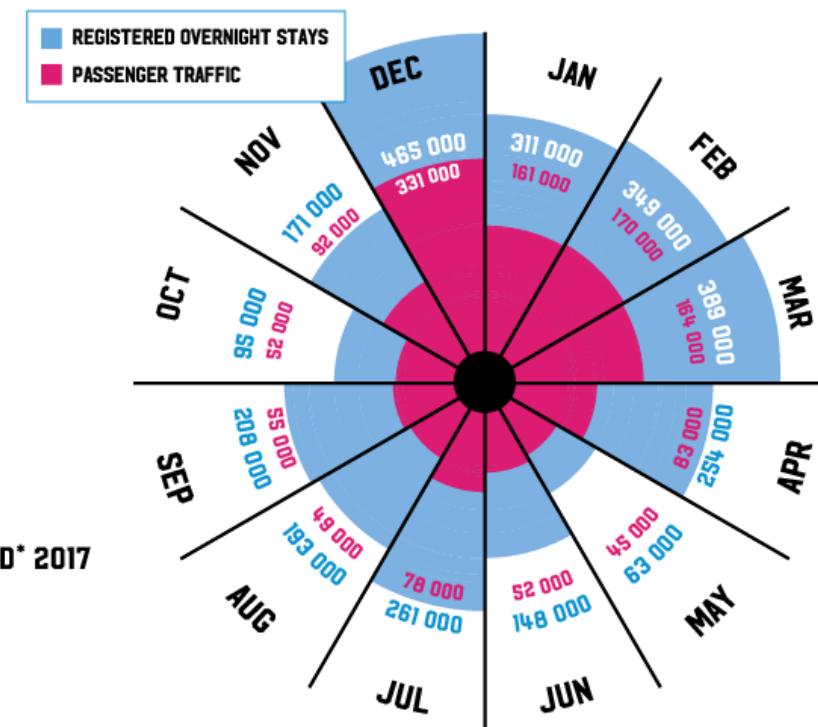 REGISTERED OVERNIGHT STAYS
PASSENGER TRAFFIC
DEC
465 000
331 000
JAN
311 000
161 000
FEB
349 000
170 000
MAR
389 000
164 000
APR
83 000
254 000
MAY
45 000
63 000
JUN
52 000
148 000
JUL
78 000
261 000
AUG
49 000
193 000
SEP
55 000
208 000
OCT
95 000
52 000
NOV
171 000
92 000
D* 2017